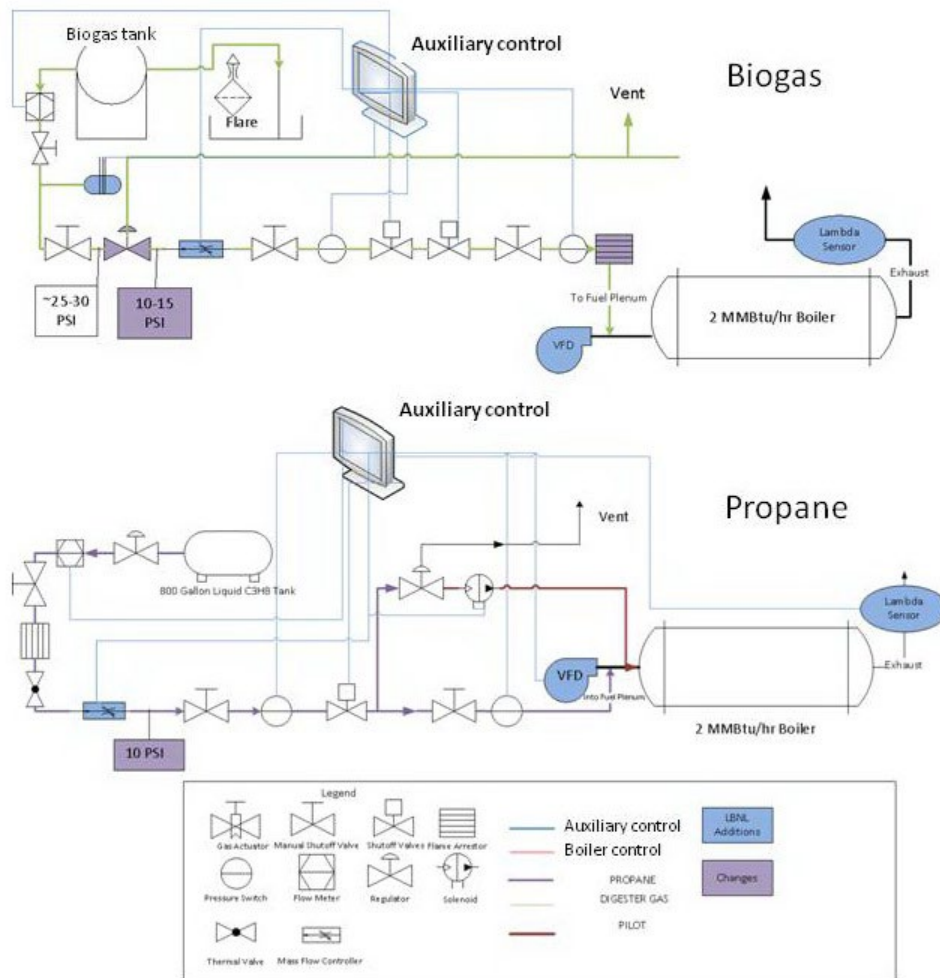 Biogas tank
Auxiliary control
Biogas
Flare
Vent
~25-30
PSI
10-15
PSI
To Fuel Plenum
VFD
2 MMBtu/hr Boiler
Lambda
Sensor
Exhaust
Auxiliary control
Propane
Vent
800 Gallon Liquid C3H8 Tank
Lambda
Sensor
Exhaust
VFD
Into Fuel Plenum
2 MMBtu/hr Boiler
10 PSI
Legend
Gas Actuator
Manual Shutoff Valve
Shutoff Valves
Flame Arrestor
Pressure Switch
Flow Meter
Regulator
Solenoid
Thermal Valve
Mass Flow Controller
Auxiliary control
Boiler control
PROPANE
DIGESTER GAS
PILOT
LBNL
Additions
Changes